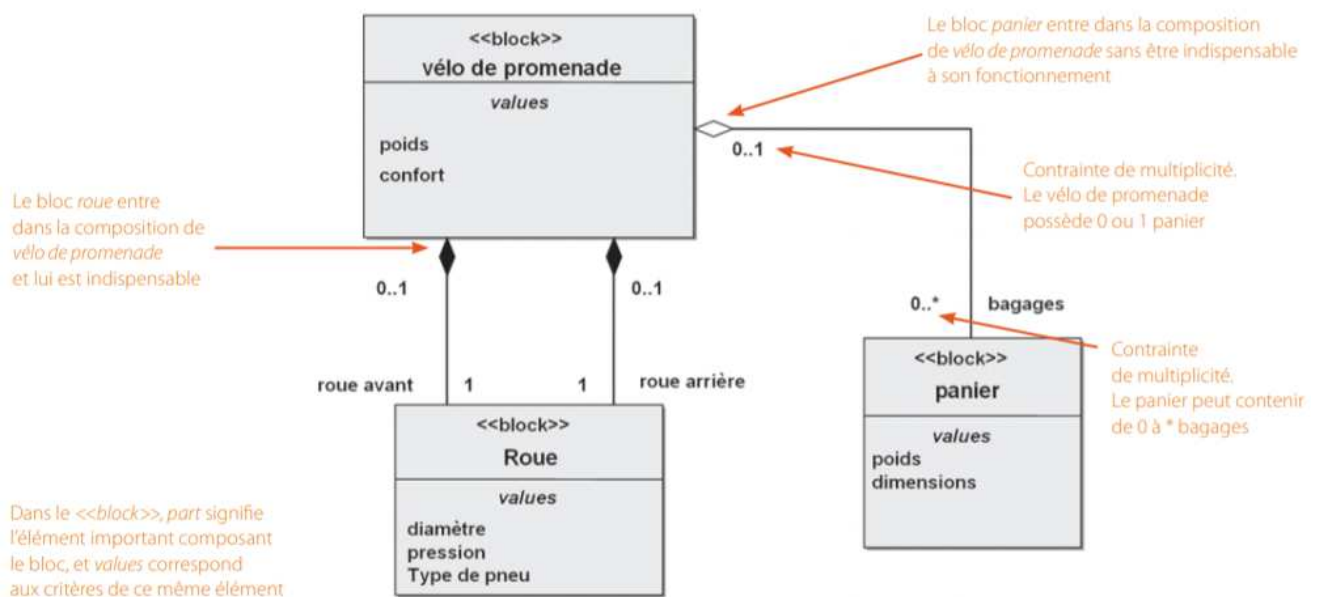 <<block>>
vélo de promenade
values
poids
confort
Le bloc panier entre dans la composition
de vélo de promenade sans être indispensable
à son fonctionnement
0..1
Contrainte de multiplicité.
Le vélo de promenade
possède 0 ou 1 panier
Le bloc roue entre
dans la composition de
vélo de promenade
et lui est indispensable
0..1
0..1
0..*
bagages
roue avant
1
1
roue arrière
<<block>>
panier
values
poids
dimensions
Contrainte
de multiplicité.
Le panier peut contenir
de 0 à * bagages
<<block>>
Roue
values
diamètre
pression
Type de pneu
Dans le <<block>>, part signifie
l'élément important composant
le bloc, et values correspond
aux critères de ce même élément